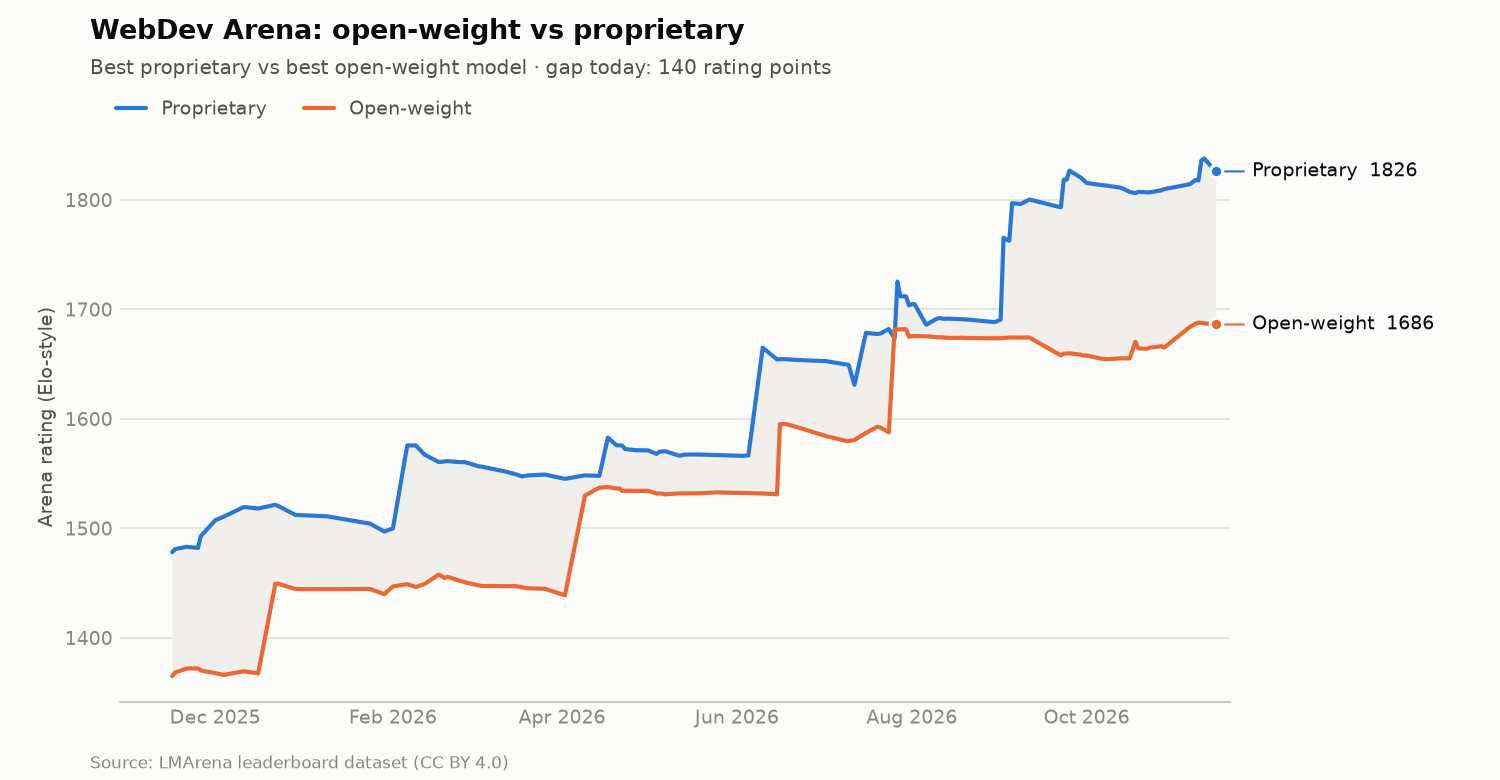 WebDev Arena: open-weight vs proprietary
Best proprietary vs best open-weight model · gap today: 140 rating points
Proprietary
Open-weight
Arena rating (Elo-style)
1800
1700
1600
1500
1400
Proprietary 1826
Open-weight 1686
Dec 2025
Feb 2026
Apr 2026
Jun 2026
Aug 2026
Oct 2026
Source: LMArena leaderboard dataset (CC BY 4.0)